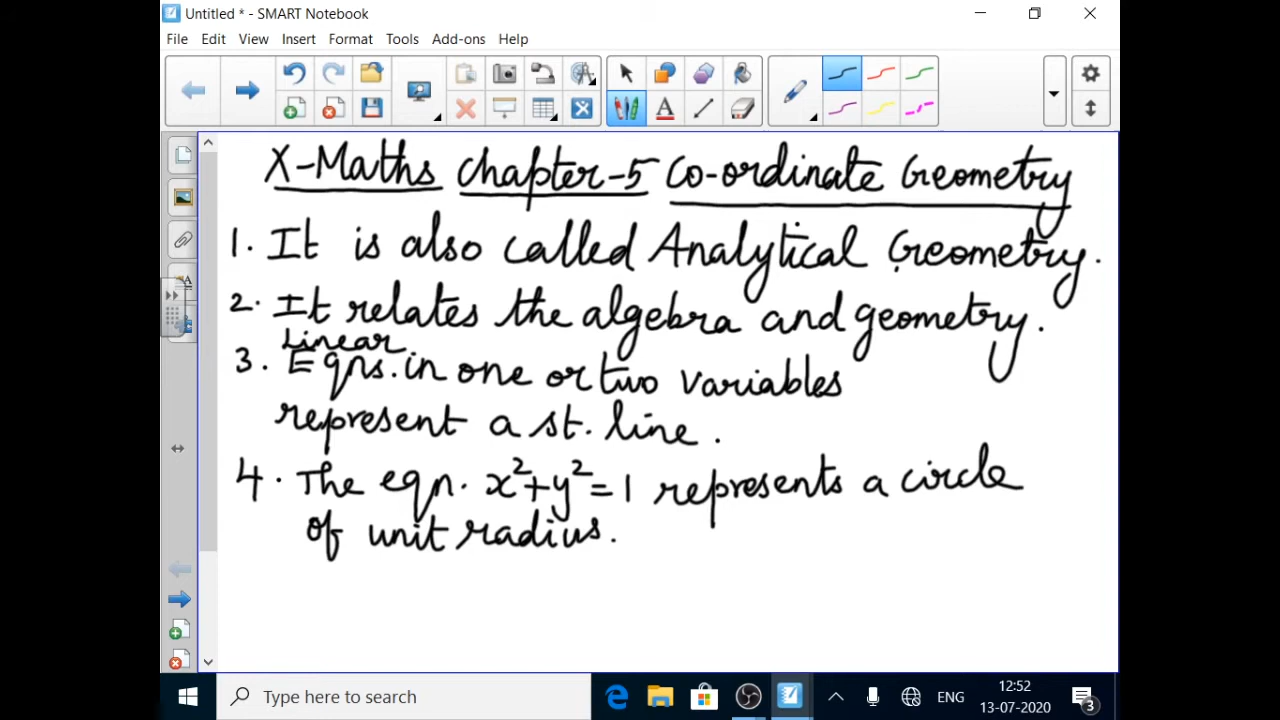 Untitled * - SMART Notebook
File Edit View Insert Format Tools Add-ons Help
X-Maths Chapter-5 Co-ordinate Geometry
1. It is also called Analytical Geometry.
2. It relates the algebra and geometry.
Linear
3. Eqns. in one or two variables
represent a st. line.
4. The eqn. x²+y²=1 represents a circle
of unit radius.
Type here to search
ENG
12:52
13-07-2020
3